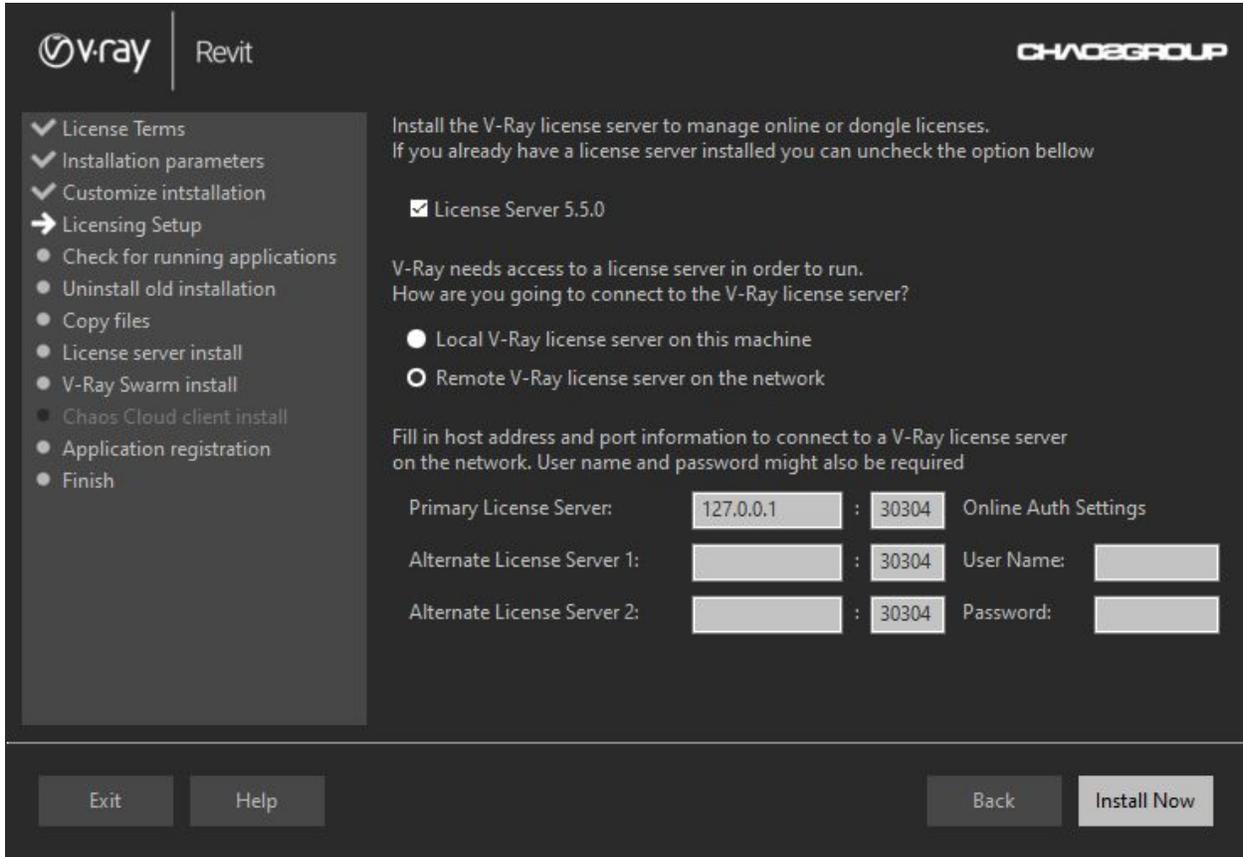 v·ray
Revit
CHAOSGROUP
License Terms
Installation parameters
Customize intstallation
Licensing Setup
Check for running applications
Uninstall old installation
Copy files
License server install
V-Ray Swarm install
Chaos Cloud client install
Application registration
Finish
Install the V-Ray license server to manage online or dongle licenses.
If you already have a license server installed you can uncheck the option bellow
License Server 5.5.0
V-Ray needs access to a license server in order to run.
How are you going to connect to the V-Ray license server?
Local V-Ray license server on this machine
Remote V-Ray license server on the network
Fill in host address and port information to connect to a V-Ray license server
on the network. User name and password might also be required
Primary License Server: 127.0.0.1 : 30304 Online Auth Settings
Alternate License Server 1: : 30304 User Name:
Alternate License Server 2: : 30304 Password:
Exit Help Back Install Now